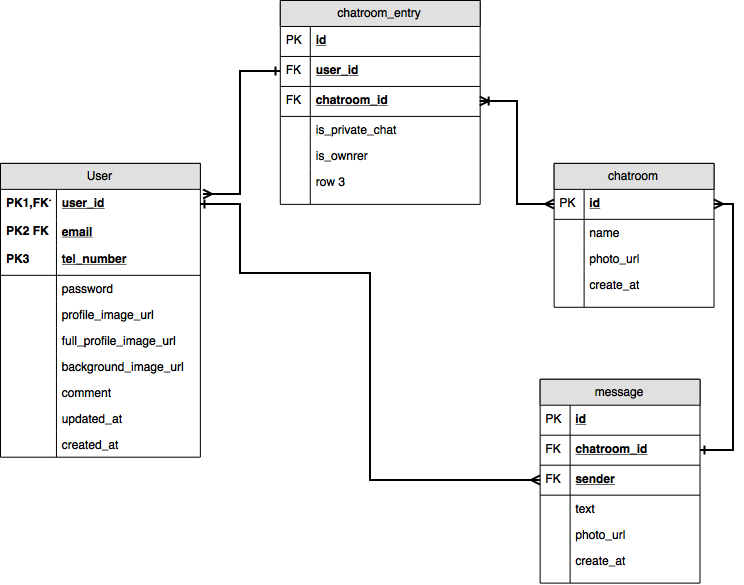 chatroom_entry
PK id
FK user_id
FK chatroom_id
is_private_chat
is_ownrer
row 3
User
PK1,FK1 user_id
PK2 FK email
PK3 tel_number
password
profile_image_url
full_profile_image_url
background_image_url
comment
updated_at
created_at
chatroom
PK id
name
photo_url
create_at
message
PK id
FK chatroom_id
FK sender
text
photo_url
create_at